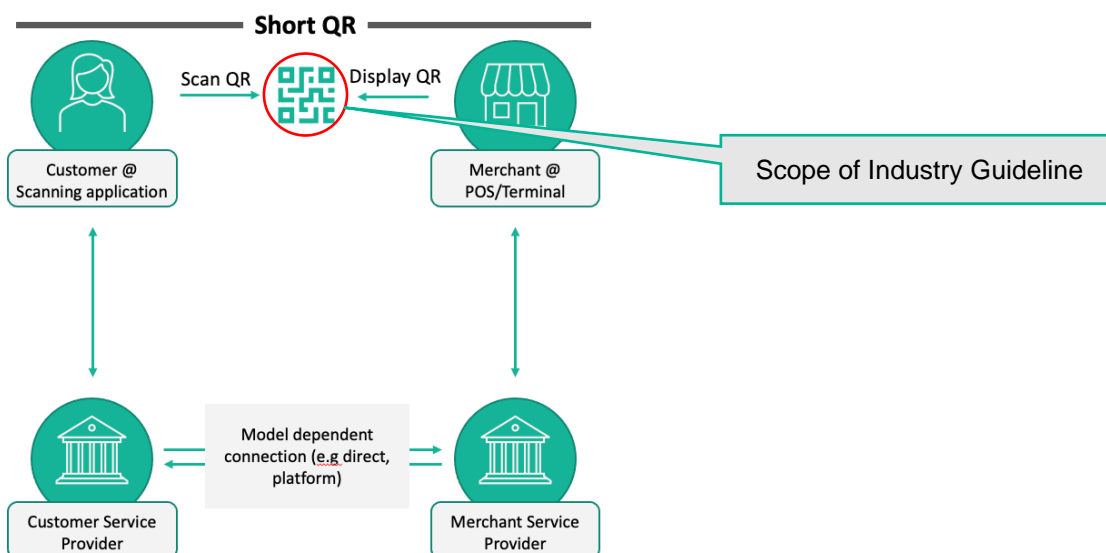 Short QR
Scan QR
Display QR
Customer @
Scanning application
Merchant @
POS/Terminal
Scope of Industry Guideline
Model dependent
connection (e.g direct,
platform)
Customer Service
Provider
Merchant Service
Provider